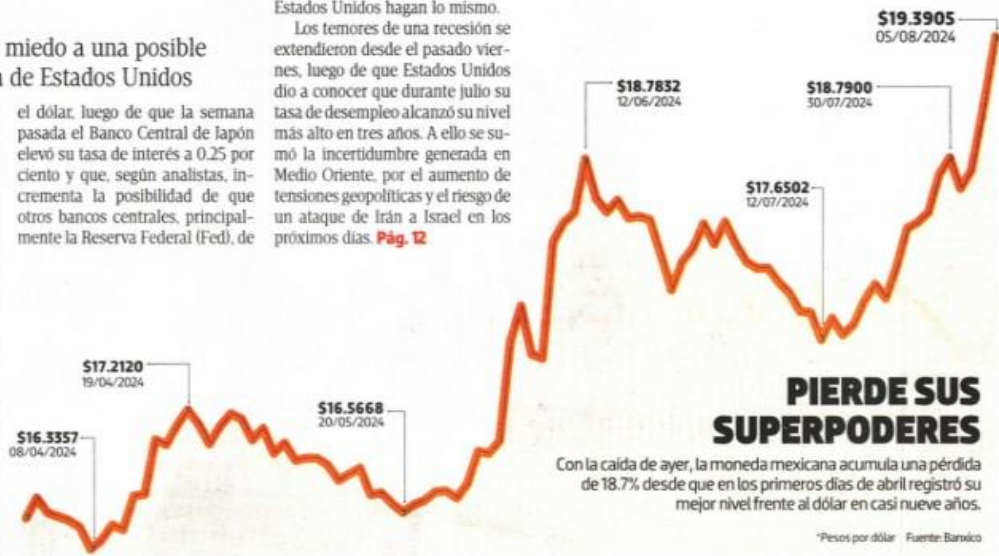 miedo a una posible
de Estados Unidos
el dólar, luego de que la semana
pasada el Banco Central de Japón
elevó su tasa de interés a 0.25 por
ciento y que, según analistas, in-
crementa la posibilidad de que
otros bancos centrales, principal-
mente la Reserva Federal (Fed), de
Estados Unidos hagan lo mismo.
Los temores de una recesión se
extendieron desde el pasado vier-
nes, luego de que Estados Unidos
dio a conocer que durante julio su
tasa de desempleo alcanzó su nivel
más alto en tres años. A ello se su-
mó la incertidumbre generada en
Medio Oriente, por el aumento de
tensiones geopolíticas y el riesgo de
un ataque de Irán a Israel en los
próximos días. Pág. 12
$16.3357
08/04/2024
$17.2120
19/04/2024
$16.5668
20/05/2024
$18.7832
12/06/2024
$17.6502
12/07/2024
$18.7900
30/07/2024
$19.3905
05/08/2024
PIERDE SUS
SUPERPODERES
Con la caída de ayer, la moneda mexicana acumula una pérdida
de 18.7% desde que en los primeros días de abril registró su
mejor nivel frente al dólar en casi nueve años.
*Pesos por dólar Fuente: Banxico